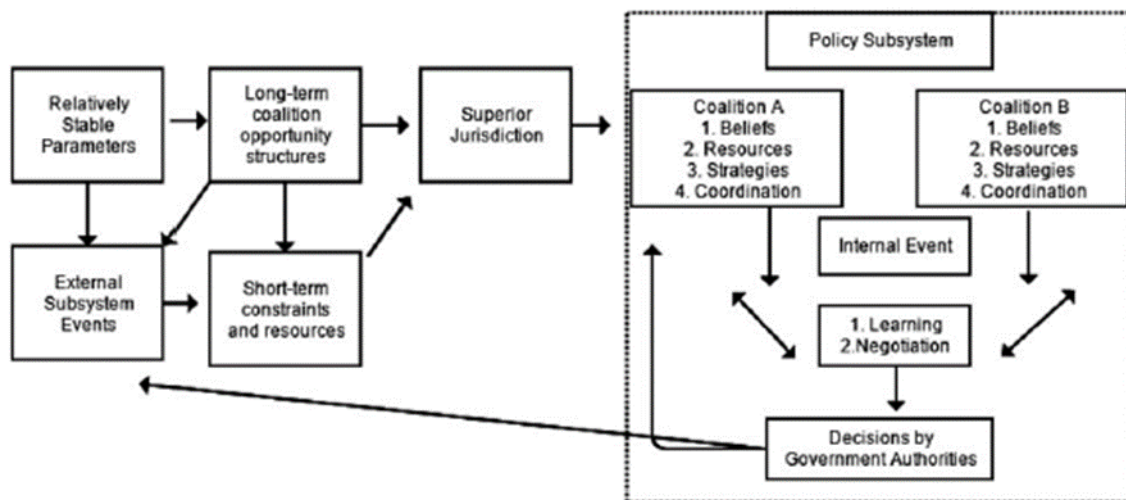 Policy Subsystem
Relatively
Stable
Parameters
Long-term
coalition
opportunity
structures
Superior
Jurisdiction
Coalition A
1. Beliefs
2. Resources
3. Strategies
4. Coordination
Coalition B
1. Beliefs
2. Resources
3. Strategies
4. Coordination
Internal Event
External
Subsystem
Events
Short-term
constraints
and resources
1. Learning
2.Negotiation
Decisions by
Government Authorities